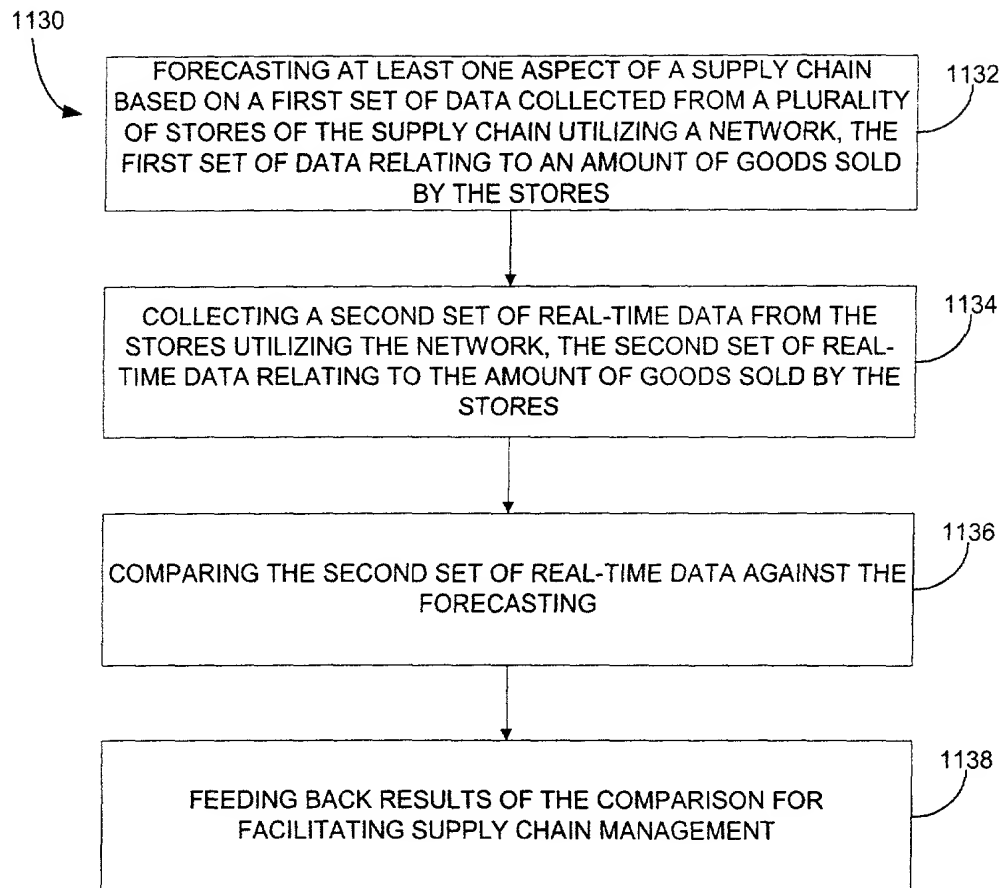 1130
FORECASTING AT LEAST ONE ASPECT OF A SUPPLY CHAIN
BASED ON A FIRST SET OF DATA COLLECTED FROM A PLURALITY
OF STORES OF THE SUPPLY CHAIN UTILIZING A NETWORK, THE
FIRST SET OF DATA RELATING TO AN AMOUNT OF GOODS SOLD
BY THE STORES
1132
COLLECTING A SECOND SET OF REAL-TIME DATA FROM THE
STORES UTILIZING THE NETWORK, THE SECOND SET OF REAL-
TIME DATA RELATING TO THE AMOUNT OF GOODS SOLD BY THE
STORES
1134
COMPARING THE SECOND SET OF REAL-TIME DATA AGAINST THE
FORECASTING
1136
FEEDING BACK RESULTS OF THE COMPARISON FOR
FACILITATING SUPPLY CHAIN MANAGEMENT
1138